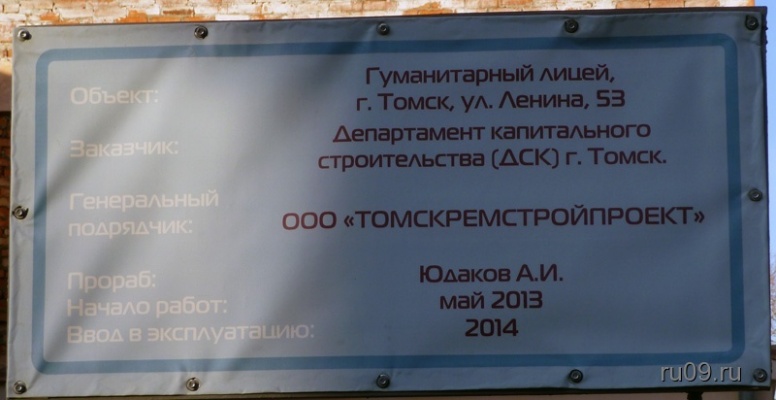 Объект: Гуманитарный лицей,
г. Томск, ул. Ленина, 53
Заказчик: Департамент капитального
строительства (ДСК) г. Томск.
Генеральный
подрядчик: ООО «ТОМСКРЕМСТРОЙПРОЕКТ»
Прораб: Юдаков А.И.
Начало работ: май 2013
Ввод в эксплуатацию: 2014
ru09.ru